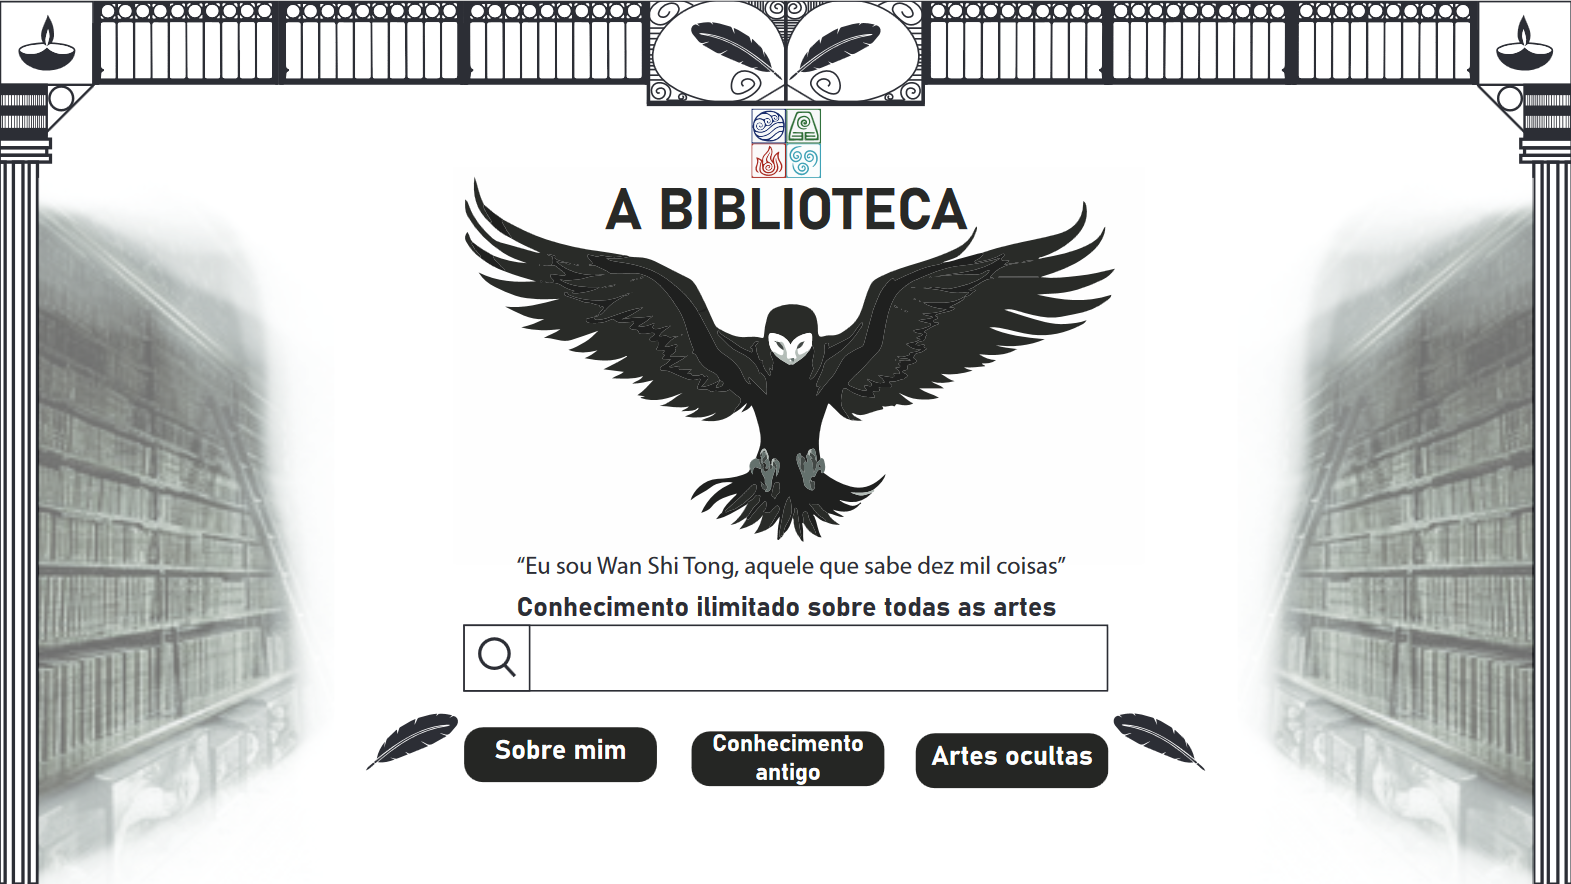 A BIBLIOTECA
“Eu sou Wan Shi Tong, aquele que sabe dez mil coisas”
Conhecimento ilimitado sobre todas as artes
Sobre mim
Conhecimento
antigo
Artes ocultas